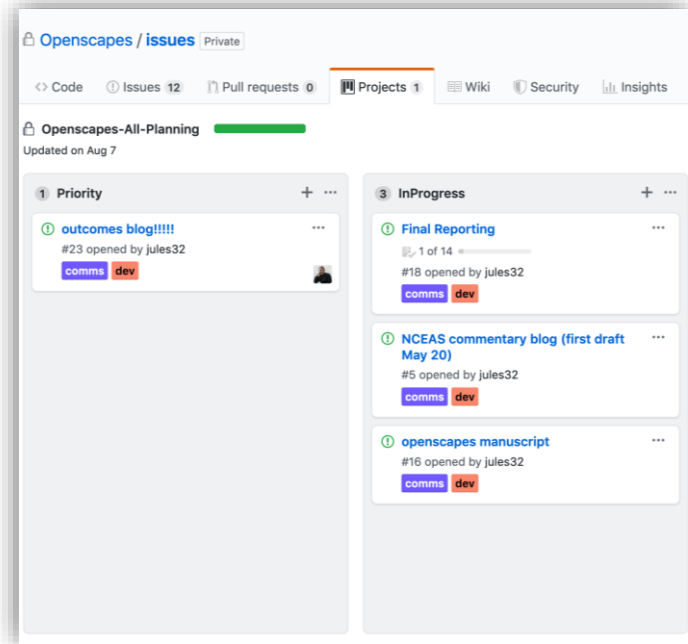 Openscapes / issues Private
Code Issues 12 Pull requests 0 Projects 1 Wiki Security Insights
Openscapes-All-Planning
Updated on Aug 7
1 Priority + ...
outcomes blog!!!!! ...
#23 opened by jules32
comms dev
3 InProgress + ...
Final Reporting ...
1 of 14
#18 opened by jules32
comms dev
NCEAS commentary blog (first draft ...
May 20)
#5 opened by jules32
comms dev
openscapes manuscript ...
#16 opened by jules32
comms dev